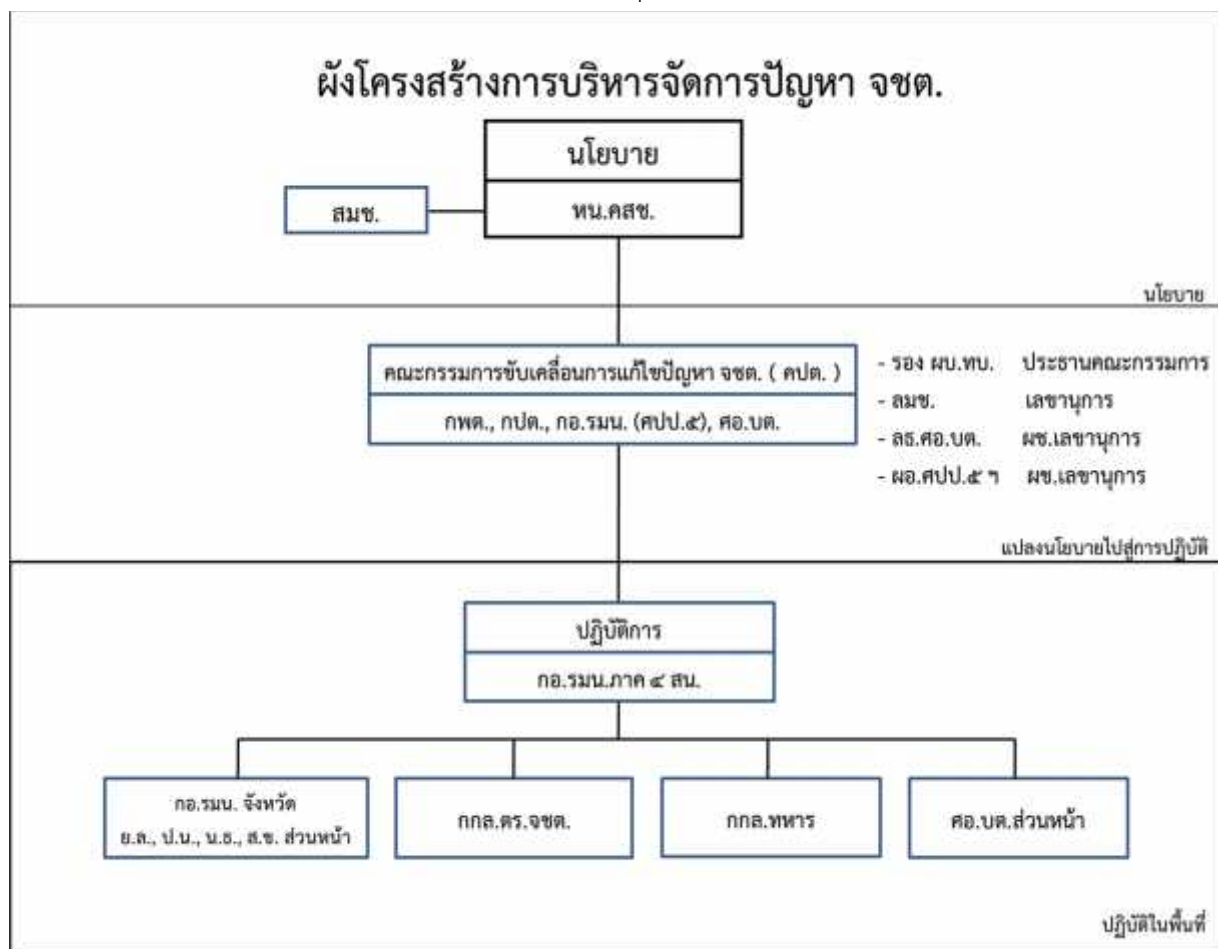 ผังโครงสร้างการบริหารจัดการปัญหา จชต.
นโยบาย
สมช.
หน.คสช.
นโยบาย
คณะกรรมการขับเคลื่อนการแก้ไขปัญหา จชต. ( คปต. )
กพต., กปต., กอ.รมน. (ศปป.๕), ศอ.บต.
- รอง ผบ.ทบ. ประธานคณะกรรมการ
- ลมช. เลขานุการ
- ลธ.ศอ.บต. ผช.เลขานุการ
- ผอ.ศปป.๕ ฯ ผช.เลขานุการ
แปลงนโยบายไปสู่การปฏิบัติ
ปฏิบัติการ
กอ.รมน.ภาค ๔ สน.
กอ.รมน. จังหวัด
ย.ล., ป.น., น.ธ., ส.ข. ส่วนหน้า
กกล.ตร.จชต.
กกล.ทหาร
ศอ.บต.ส่วนหน้า
ปฏิบัติในพื้นที่